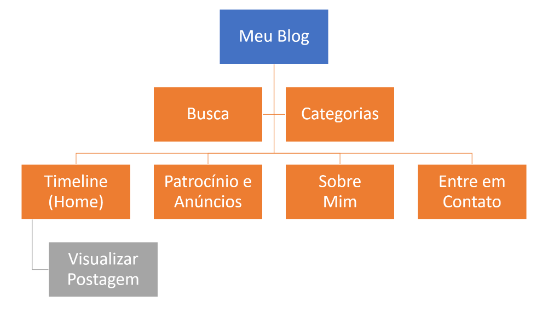 Meu Blog
Busca
Categorias
Timeline
(Home)
Patrocínio e
Anúncios
Sobre
Mim
Entre em
Contato
Visualizar
Postagem